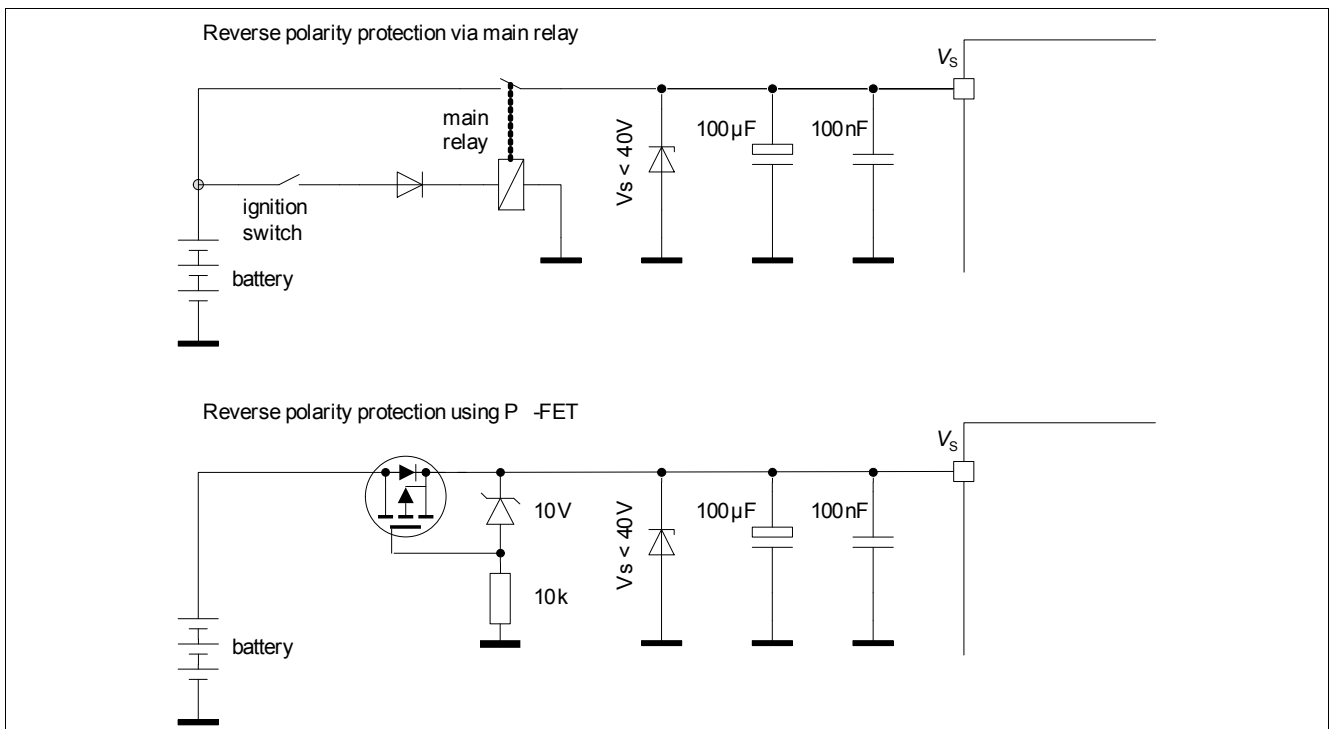 Reverse polarity protection via main relay
VS
main
relay
Vs < 40V
100µF
100nF
ignition
switch
battery
Reverse polarity protection using P -FET
VS
10V
Vs < 40V
100µF
100nF
10k
battery